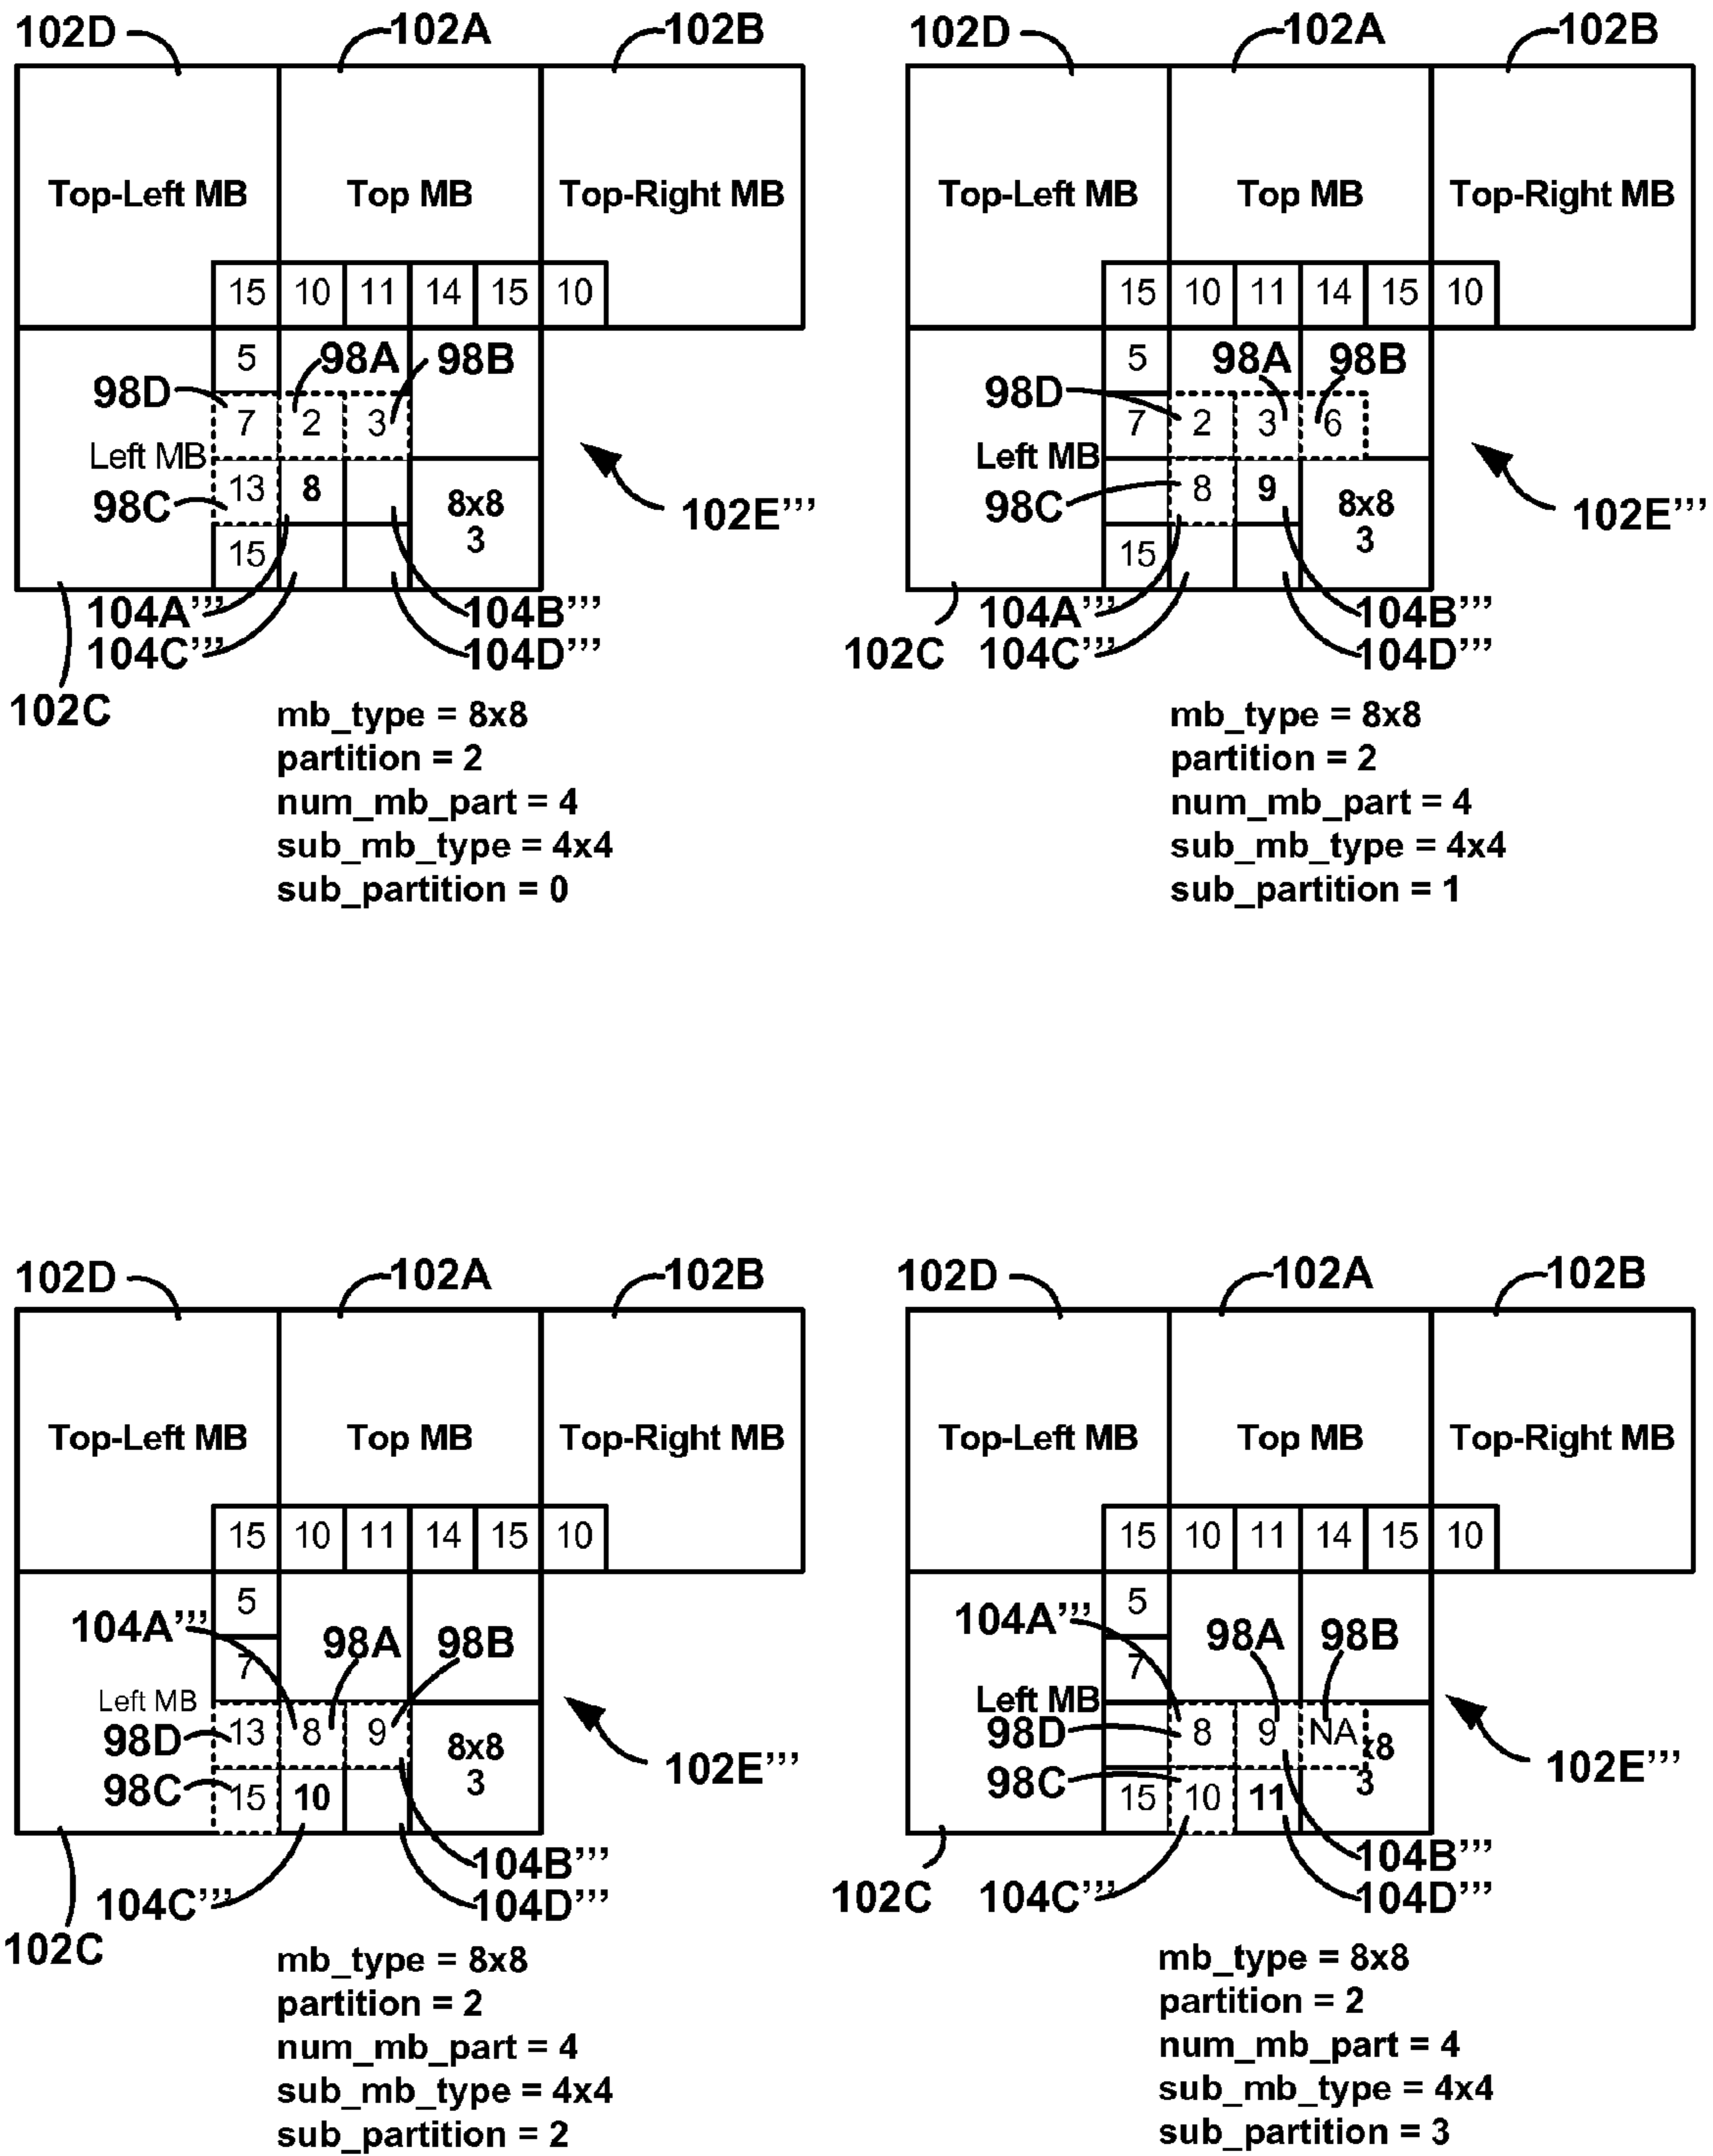 102D 102A 102B
Top-Left MB Top MB Top-Right MB
15 10 11 14 15 10
5 98A 98B
98D 7 2 3
Left MB
98C 13 8 8x8
3
102E'''
15
104A''' 104B'''
104C''' 104D'''
102C
mb_type = 8x8
partition = 2
num_mb_part = 4
sub_mb_type = 4x4
sub_partition = 0
102D 102A 102B
Top-Left MB Top MB Top-Right MB
15 10 11 14 15 10
5 98A 98B
98D 7 2 3 6
Left MB
98C 8 9 8x8
3
102E'''
15
104A''' 104B'''
102C 104C''' 104D'''
mb_type = 8x8
partition = 2
num_mb_part = 4
sub_mb_type = 4x4
sub_partition = 1
102D 102A 102B
Top-Left MB Top MB Top-Right MB
15 10 11 14 15 10
5
104A''' 98A 98B
7
Left MB
98D 13 8 9 8x8
3
102E'''
98C 15 10
104B'''
104C''' 104D'''
102C
mb_type = 8x8
partition = 2
num_mb_part = 4
sub_mb_type = 4x4
sub_partition = 2
102D 102A 102B
Top-Left MB Top MB Top-Right MB
15 10 11 14 15 10
5
104A''' 98A 98B
7
Left MB
98D 8 9 NA x8
3
102E'''
98C 15 10 11
104B'''
102C 104C''' 104D'''
mb_type = 8x8
partition = 2
num_mb_part = 4
sub_mb_type = 4x4
sub_partition = 3